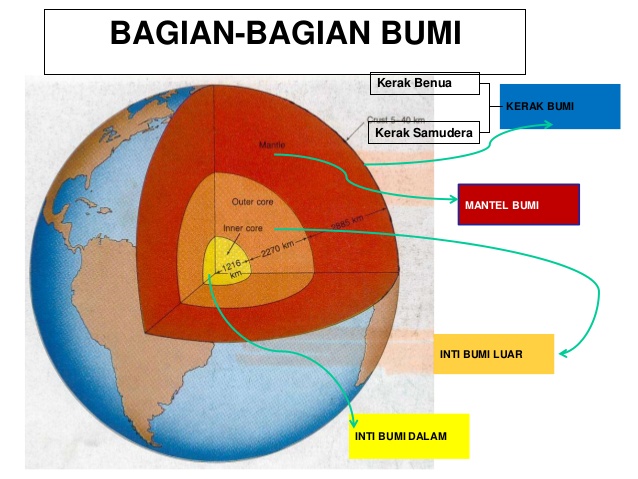 BAGIAN-BAGIAN BUMI
Kerak Benua
KERAK BUMI
Crust 5-40 km
Kerak Samudera
Mantle
MANTEL BUMI
Outer core
2885 km
Inner core
2270 km
1216
km
INTI BUMI LUAR
INTI BUMI DALAM